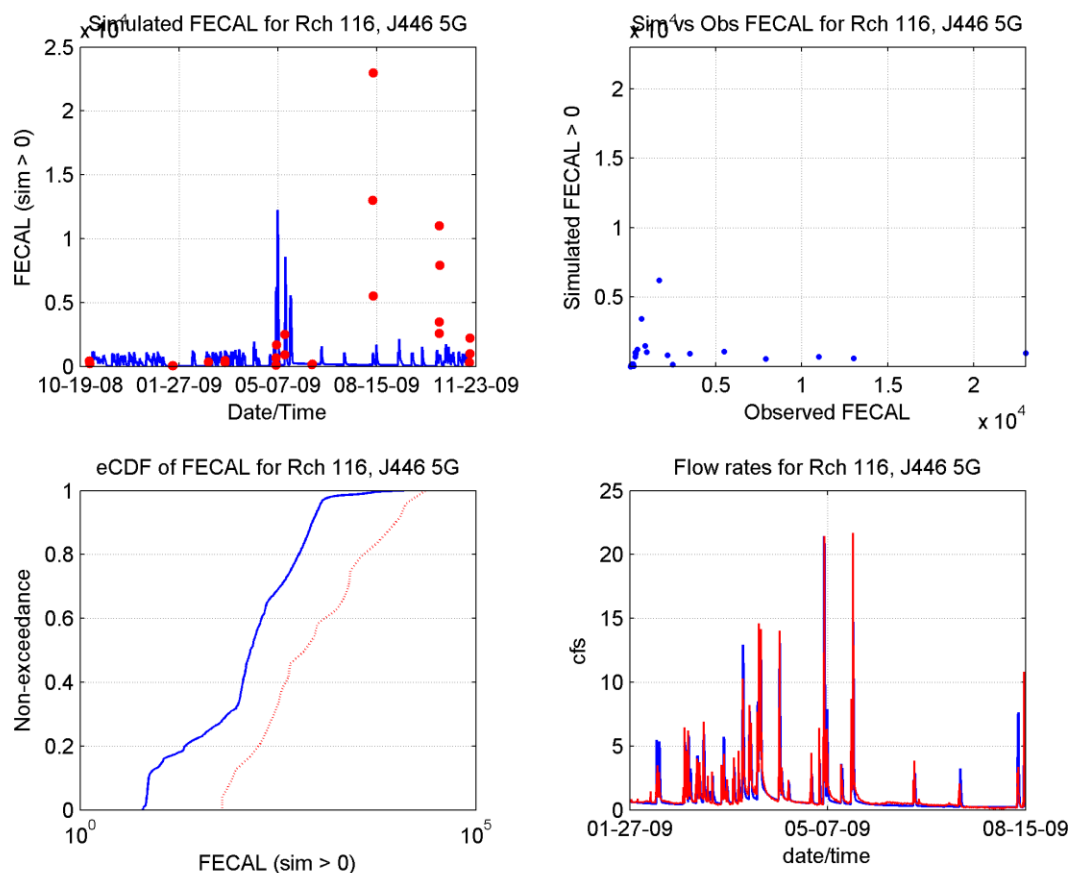 Simulated FECAL for Rch 116, J446 5G
x 10^4
2.5
2
1.5
1
0.5
0
FECAL (sim > 0)
10-19-08
01-27-09
05-07-09
08-15-09
11-23-09
Date/Time
Sim vs Obs FECAL for Rch 116, J446 5G
x 10^4
2
1.5
1
0.5
Simulated FECAL > 0
0.5
1
1.5
2
x 10^4
Observed FECAL
eCDF of FECAL for Rch 116, J446 5G
1
0.8
0.6
0.4
0.2
0
Non-exceedance
10^0
10^5
FECAL (sim > 0)
Flow rates for Rch 116, J446 5G
25
20
15
10
5
0
cfs
01-27-09
05-07-09
08-15-09
date/time